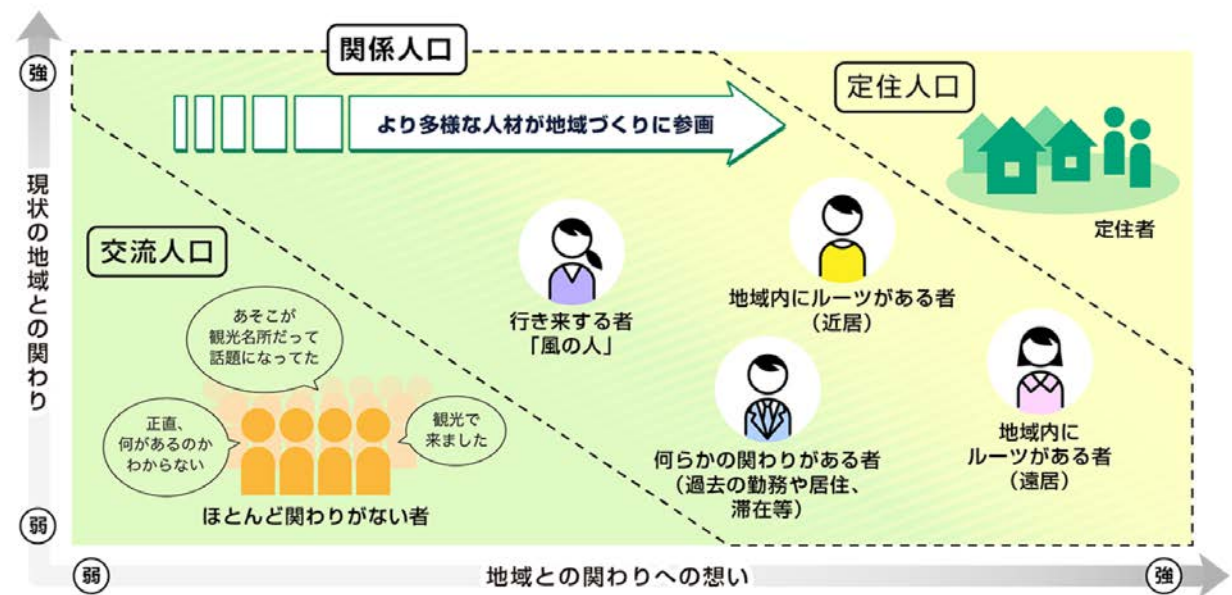 関係人口
強
定住人口
より多様な人材が地域づくりに参画
現状の地域との関わり
定住者
交流人口
地域内にルーツがある者
（近居）
行き来する者
「風の人」
あそこが
観光名所だって
話題になってた
正直、
何があるのか
わからない
観光で
来ました
地域内に
ルーツがある者
（遠居）
何らかの関わりがある者
（過去の勤務や居住、
滞在等）
ほとんど関わりがない者
弱
弱
地域との関わりへの想い
強